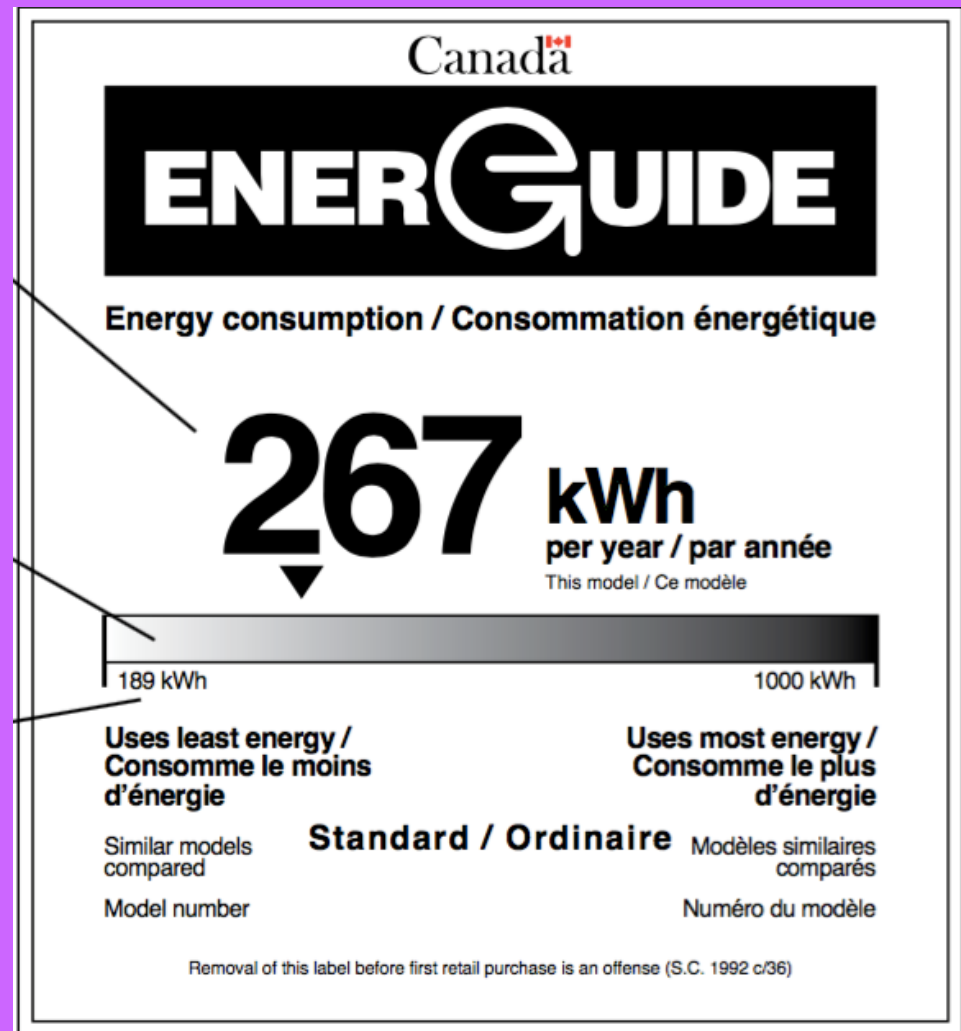 Canada
ENERGUIDE
Energy consumption / Consommation énergétique
267 kWh
per year / par année
This model / Ce modèle
189 kWh 1000 kWh
Uses least energy / Uses most energy /
Consomme le moins Consomme le plus
d'énergie d'énergie
Standard / Ordinaire
Similar models Modèles similaires
compared comparés
Model number Numéro du modèle
Removal of this label before first retail purchase is an offense (S.C. 1992 c/36)